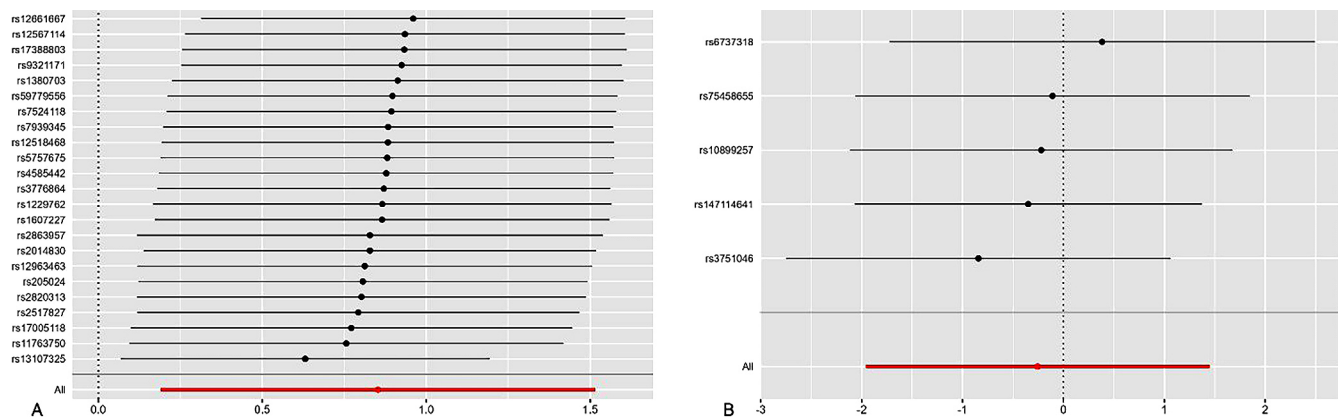 rs12661667
rs12567114
rs17388803
rs9321171
rs1380703
rs59779556
rs7524118
rs7939345
rs12518468
rs5757675
rs4585442
rs3776864
rs1229762
rs1607227
rs2863957
rs2014830
rs12963463
rs205024
rs2820313
rs2517827
rs17005118
rs11763750
rs13107325
All
0.0 0.5 1.0 1.5
A
rs6737318
rs75458655
rs10899257
rs147114641
rs3751046
All
-3 -2 -1 0 1 2
B